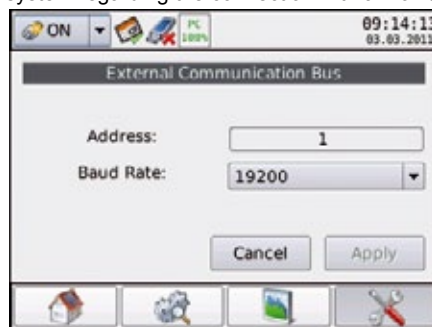 ON PC 100% 09:14:13
03.03.2011
External Communication Bus
Address: 1
Baud Rate: 19200
Cancel Apply